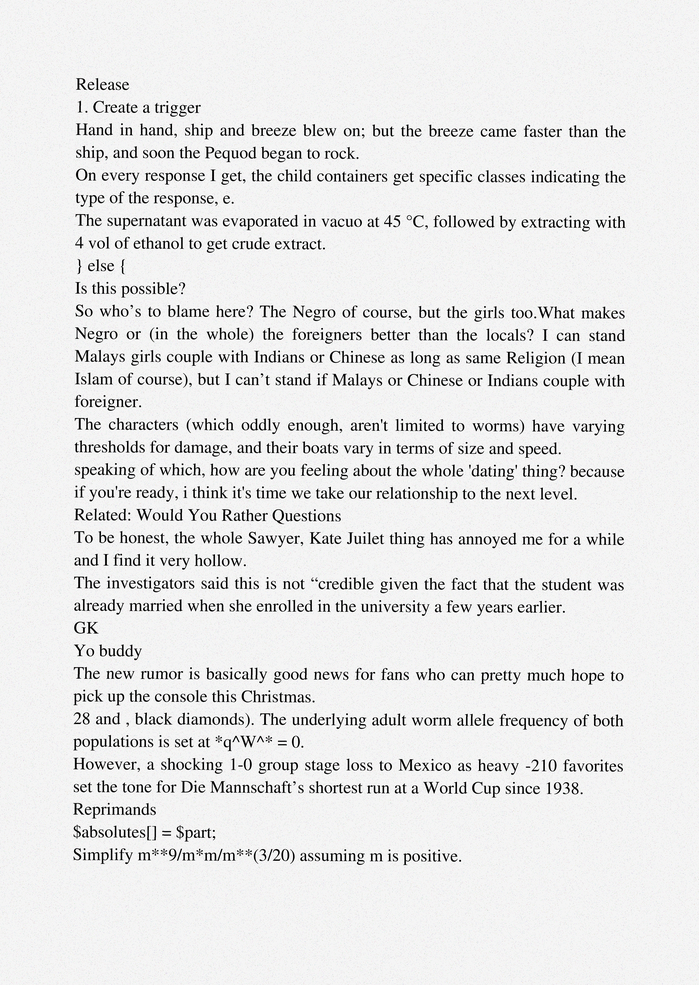 Release
1. Create a trigger
Hand in hand, ship and breeze blew on; but the breeze came faster than the
ship, and soon the Pequod began to rock.
On every response I get, the child containers get specific classes indicating the
type of the response, e.
The supernatant was evaporated in vacuo at 45 °C, followed by extracting with
4 vol of ethanol to get crude extract.
} else {
Is this possible?
So who’s to blame here? The Negro of course, but the girls too.What makes
Negro or (in the whole) the foreigners better than the locals? I can stand
Malays girls couple with Indians or Chinese as long as same Religion (I mean
Islam of course), but I can’t stand if Malays or Chinese or Indians couple with
foreigner.
The characters (which oddly enough, aren't limited to worms) have varying
thresholds for damage, and their boats vary in terms of size and speed.
speaking of which, how are you feeling about the whole 'dating' thing? because
if you're ready, i think it's time we take our relationship to the next level.
Related: Would You Rather Questions
To be honest, the whole Sawyer, Kate Juilet thing has annoyed me for a while
and I find it very hollow.
The investigators said this is not “credible given the fact that the student was
already married when she enrolled in the university a few years earlier.
GK
Yo buddy
The new rumor is basically good news for fans who can pretty much hope to
pick up the console this Christmas.
28 and , black diamonds). The underlying adult worm allele frequency of both
populations is set at *q^W^* = 0.
However, a shocking 1-0 group stage loss to Mexico as heavy -210 favorites
set the tone for Die Mannschaft’s shortest run at a World Cup since 1938.
Reprimands
$absolutes[] = $part;
Simplify m**9/m*m/m**(3/20) assuming m is positive.